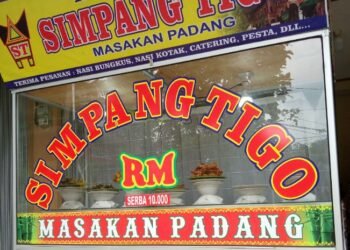 ST
SIMPANG TIGO
MASAKAN PADANG
TERIMA PESANAN : NASI BUNGKUS, NASI KOTAK, CATERING, PESTA, DLL...
SIMPANG TIGO
RM
SERBA 10.000
MASAKAN PADANG